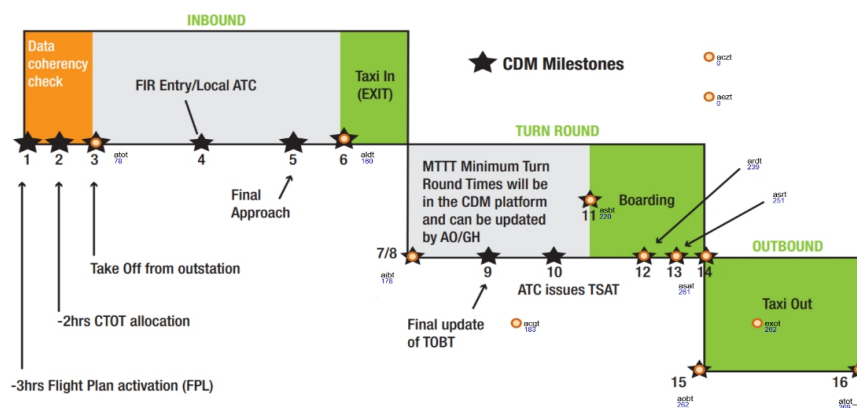 INBOUND
Data
coherency
check
FIR Entry/Local ATC
Taxi In
(EXIT)
CDM Milestones
aczt
0
aezt
0
1
2
3
atot
78
4
5
6
aldt
160
Final
Approach
TURN ROUND
MTTT Minimum Turn
Round Times will be
in the CDM platform
and can be updated
by AO/GH
11
asbt
220
Boarding
ardt
239
asrt
251
Take Off from outstation
7/8
aibt
178
9
10
ATC issues TSAT
12
13
asat
261
14
OUTBOUND
Taxi Out
Final update
of TOBT
acgt
183
exot
262
-2hrs CTOT allocation
-3hrs Flight Plan activation (FPL)
15
aobt
262
16
atot
269